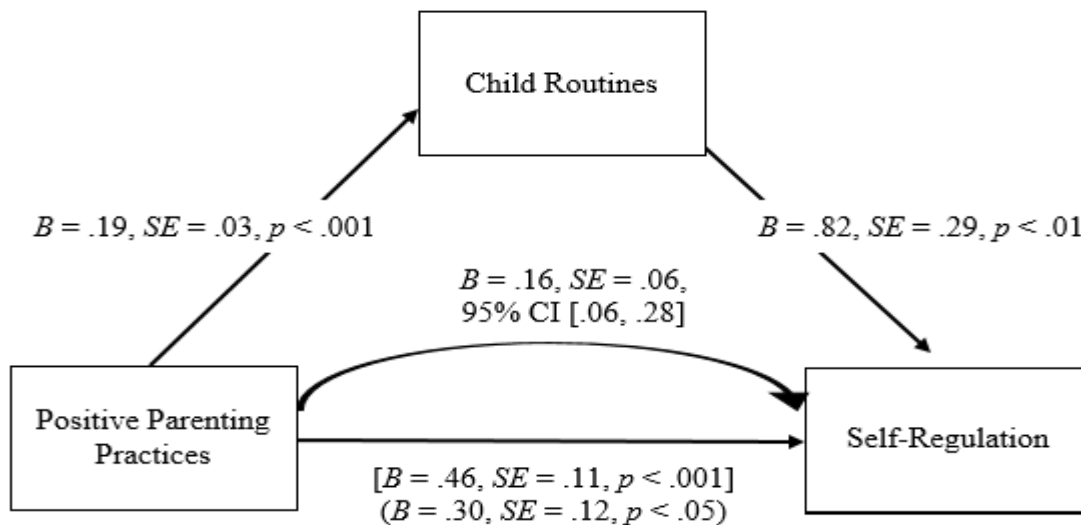 Child Routines
B = .19, SE = .03, p < .001
B = .82, SE = .29, p < .01
B = .16, SE = .06,
95% CI [.06, .28]
Positive Parenting
Practices
Self-Regulation
[B = .46, SE = .11, p < .001]
(B = .30, SE = .12, p < .05)